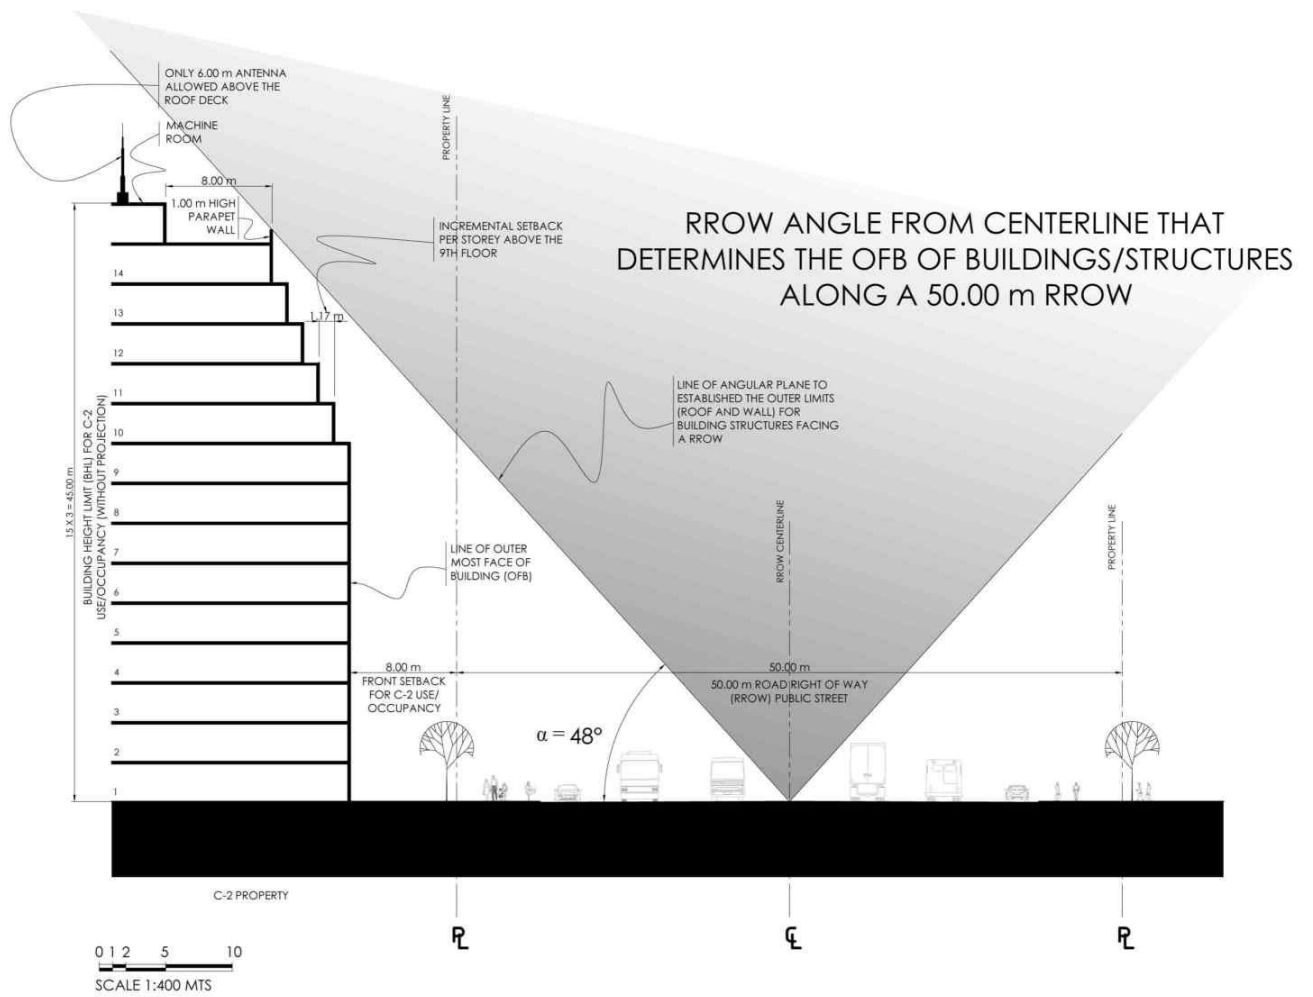 ONLY 6.00 m ANTENNA
ALLOWED ABOVE THE
ROOF DECK
MACHINE
ROOM
PROPERTY LINE
8.00 m
1.00 m HIGH
PARAPET
WALL
INCREMENTAL SETBACK
PER STOREY ABOVE THE
9TH FLOOR
RROW ANGLE FROM CENTERLINE THAT
DETERMINES THE OFB OF BUILDINGS/STRUCTURES
ALONG A 50.00 m RROW
14
13
1.17 m
12
11
10
9
8
7
6
5
4
3
2
1
LINE OF ANGULAR PLANE TO
ESTABLISHED THE OUTER LIMITS
(ROOF AND WALL) FOR
BUILDING STRUCTURES FACING
A RROW
15 X 3 = 45.00 m
BUILDING HEIGHT LIMIT (BHL) FOR C-2
USE/OCCUPANCY (WITHOUT PROJECTION)
RROW CENTERLINE
PROPERTY LINE
LINE OF OUTER
MOST FACE OF
BUILDING (OFB)
8.00 m
FRONT SETBACK
FOR C-2 USE/
OCCUPANCY
50.00 m
50.00 m ROAD RIGHT OF WAY
(RROW) PUBLIC STREET
α = 48°
C-2 PROPERTY
PL
CL
PL
0 1 2 5 10
SCALE 1:400 MTS